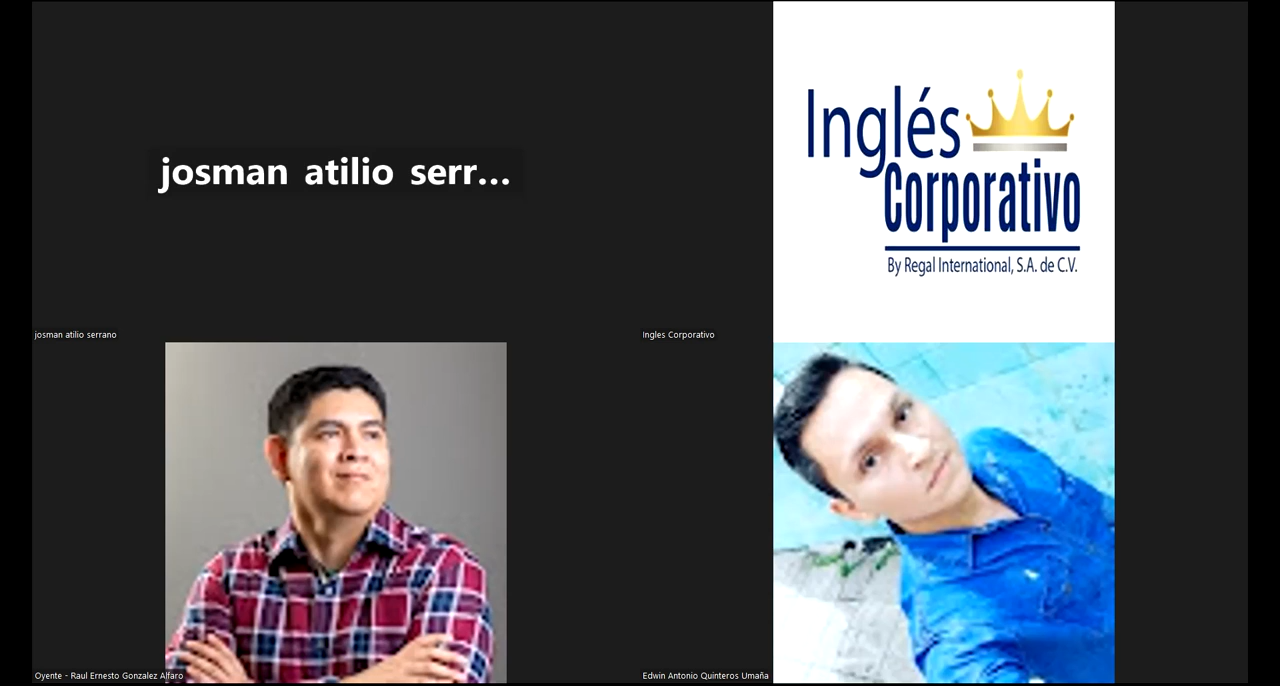 josman atilio serr...
josman atilio serrano
Inglés
Corporativo
By Regal International, S.A. de C.V.
Ingles Corporativo
Oyente - Raul Ernesto Gonzalez Alfaro
Edwin Antonio Quinteros Umaña